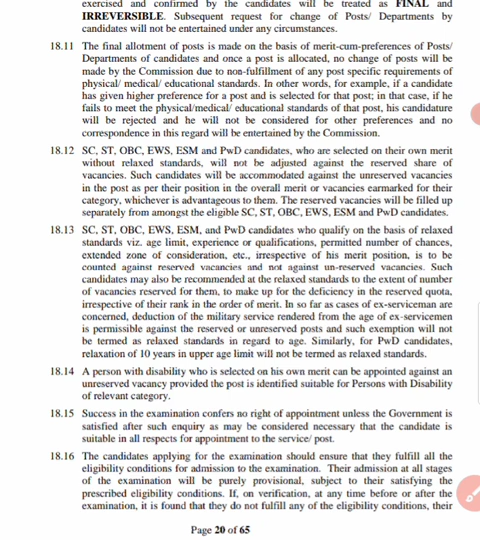 exercised and confirmed by the candidates will be treated as FINAL and
IRREVERSIBLE. Subsequent request for change of Posts/ Departments by
candidates will not be entertained under any circumstances.
18.11 The final allotment of posts is made on the basis of merit-cum-preferences of Posts/
Departments of candidates and once a post is allocated, no change of posts will be
made by the Commission due to non-fulfillment of any post specific requirements of
physical/ medical/ educational standards. In other words, for example, if a candidate
has given higher preference for a post and is selected for that post; in that case, if he
fails to meet the physical/medical/ educational standards of that post, his candidature
will be rejected and he will not be considered for other preferences and no
correspondence in this regard will be entertained by the Commission.
18.12 SC, ST, OBC, EWS, ESM and PwD candidates, who are selected on their own merit
without relaxed standards, will not be adjusted against the reserved share of
vacancies. Such candidates will be accommodated against the unreserved vacancies
in the post as per their position in the overall merit or vacancies earmarked for their
category, whichever is advantageous to them. The reserved vacancies will be filled up
separately from amongst the eligible SC, ST, OBC, EWS, ESM and PwD candidates.
18.13 SC, ST, OBC, EWS, ESM, and PwD candidates who qualify on the basis of relaxed
standards viz. age limit, experience or qualifications, permitted number of chances,
extended zone of consideration, etc., irrespective of his merit position, is to be
counted against reserved vacancies and not against un-reserved vacancies. Such
candidates may also be recommended at the relaxed standards to the extent of number
of vacancies reserved for them, to make up for the deficiency in the reserved quota,
irrespective of their rank in the order of merit. In so far as cases of ex-serviceman are
concerned, deduction of the military service rendered from the age of ex-servicemen
is permissible against the reserved or unreserved posts and such exemption will not
be termed as relaxed standards in regard to age. Similarly, for PwD candidates,
relaxation of 10 years in upper age limit will not be termed as relaxed standards.
18.14 A person with disability who is selected on his own merit can be appointed against an
unreserved vacancy provided the post is identified suitable for Persons with Disability
of relevant category.
18.15 Success in the examination confers no right of appointment unless the Government is
satisfied after such enquiry as may be considered necessary that the candidate is
suitable in all respects for appointment to the service/ post.
18.16 The candidates applying for the examination should ensure that they fulfill all the
eligibility conditions for admission to the examination. Their admission at all stages
of the examination will be purely provisional, subject to their satisfying the
prescribed eligibility conditions. If, on verification, at any time before or after the
examination, it is found that they do not fulfill any of the eligibility conditions, their
Page 20 of 65